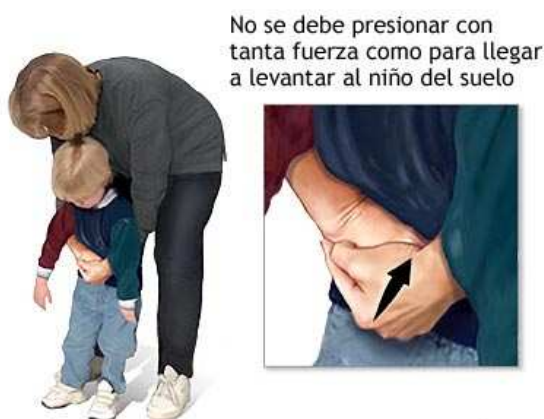 No se debe presionar con
tanta fuerza como para llegar
a levantar al niño del suelo